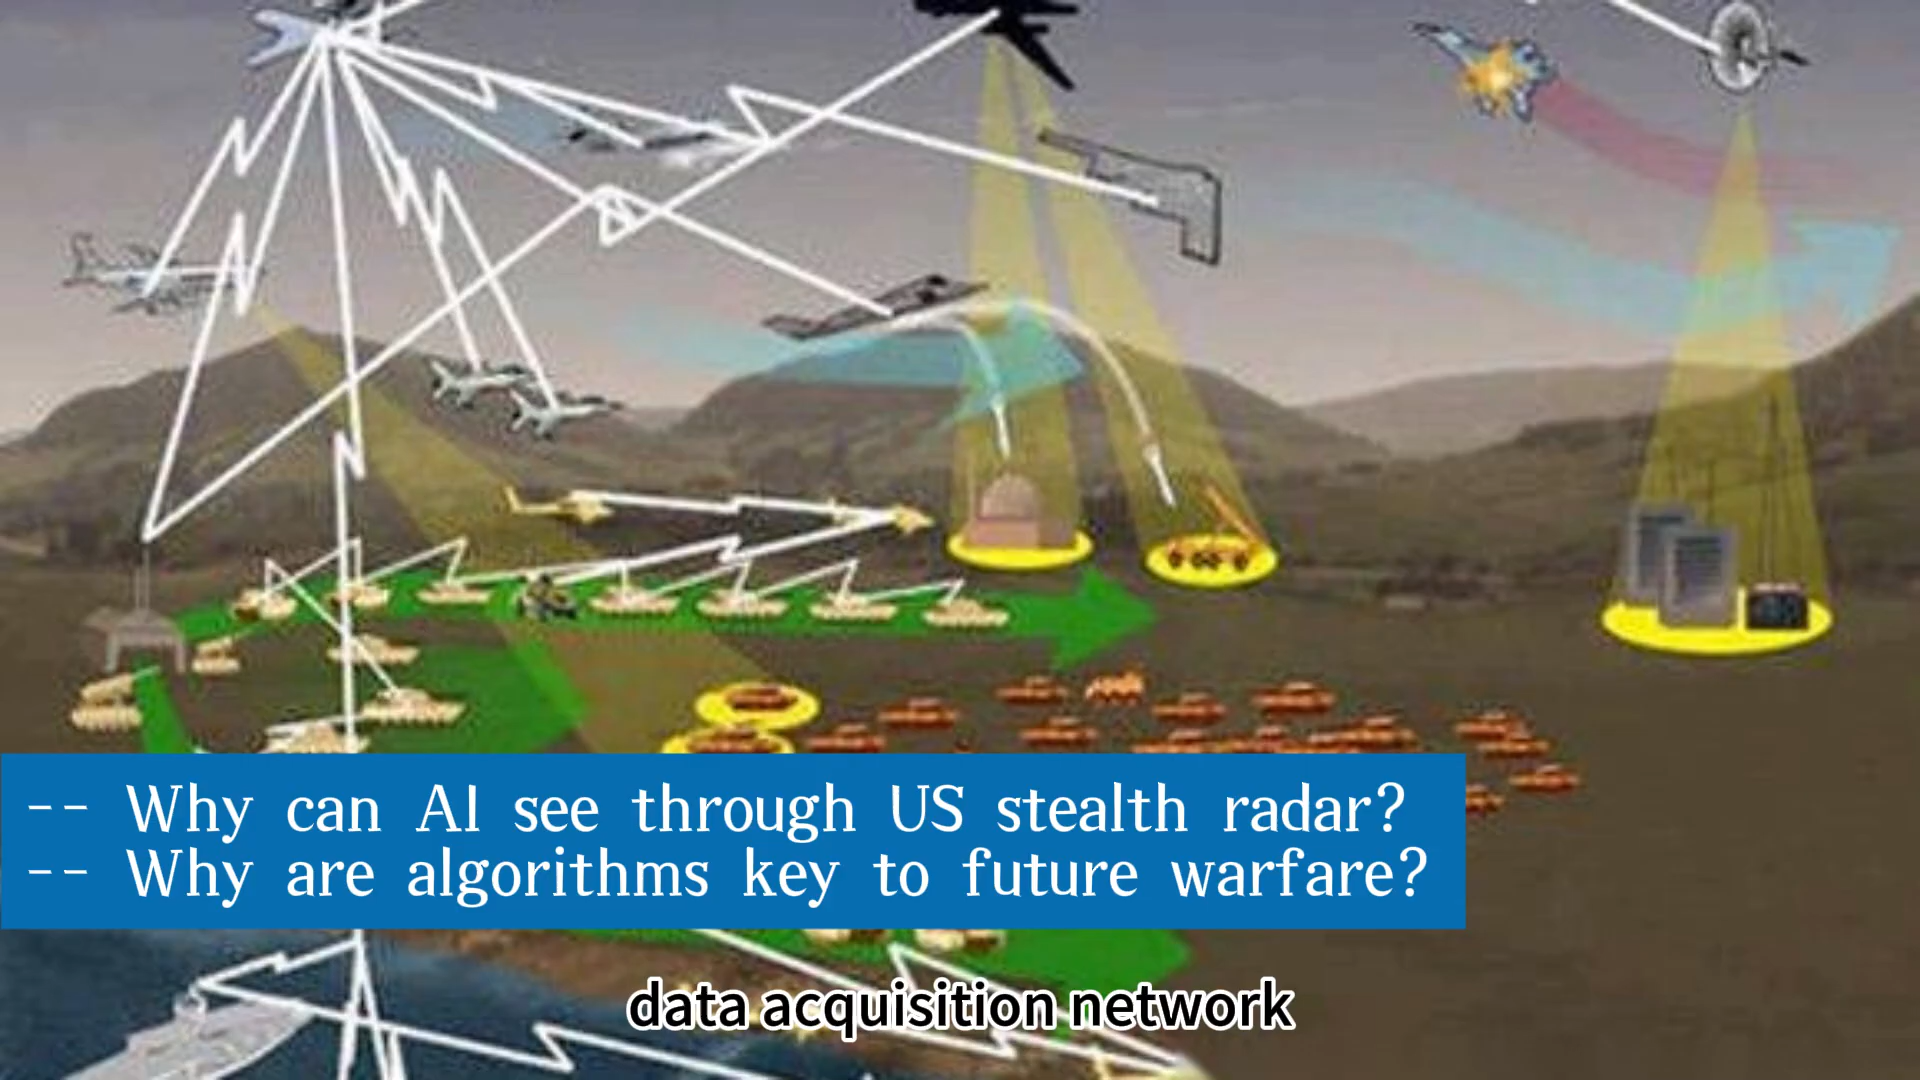 -- Why can AI see through US stealth radar?
-- Why are algorithms key to future warfare?
data acquisition network